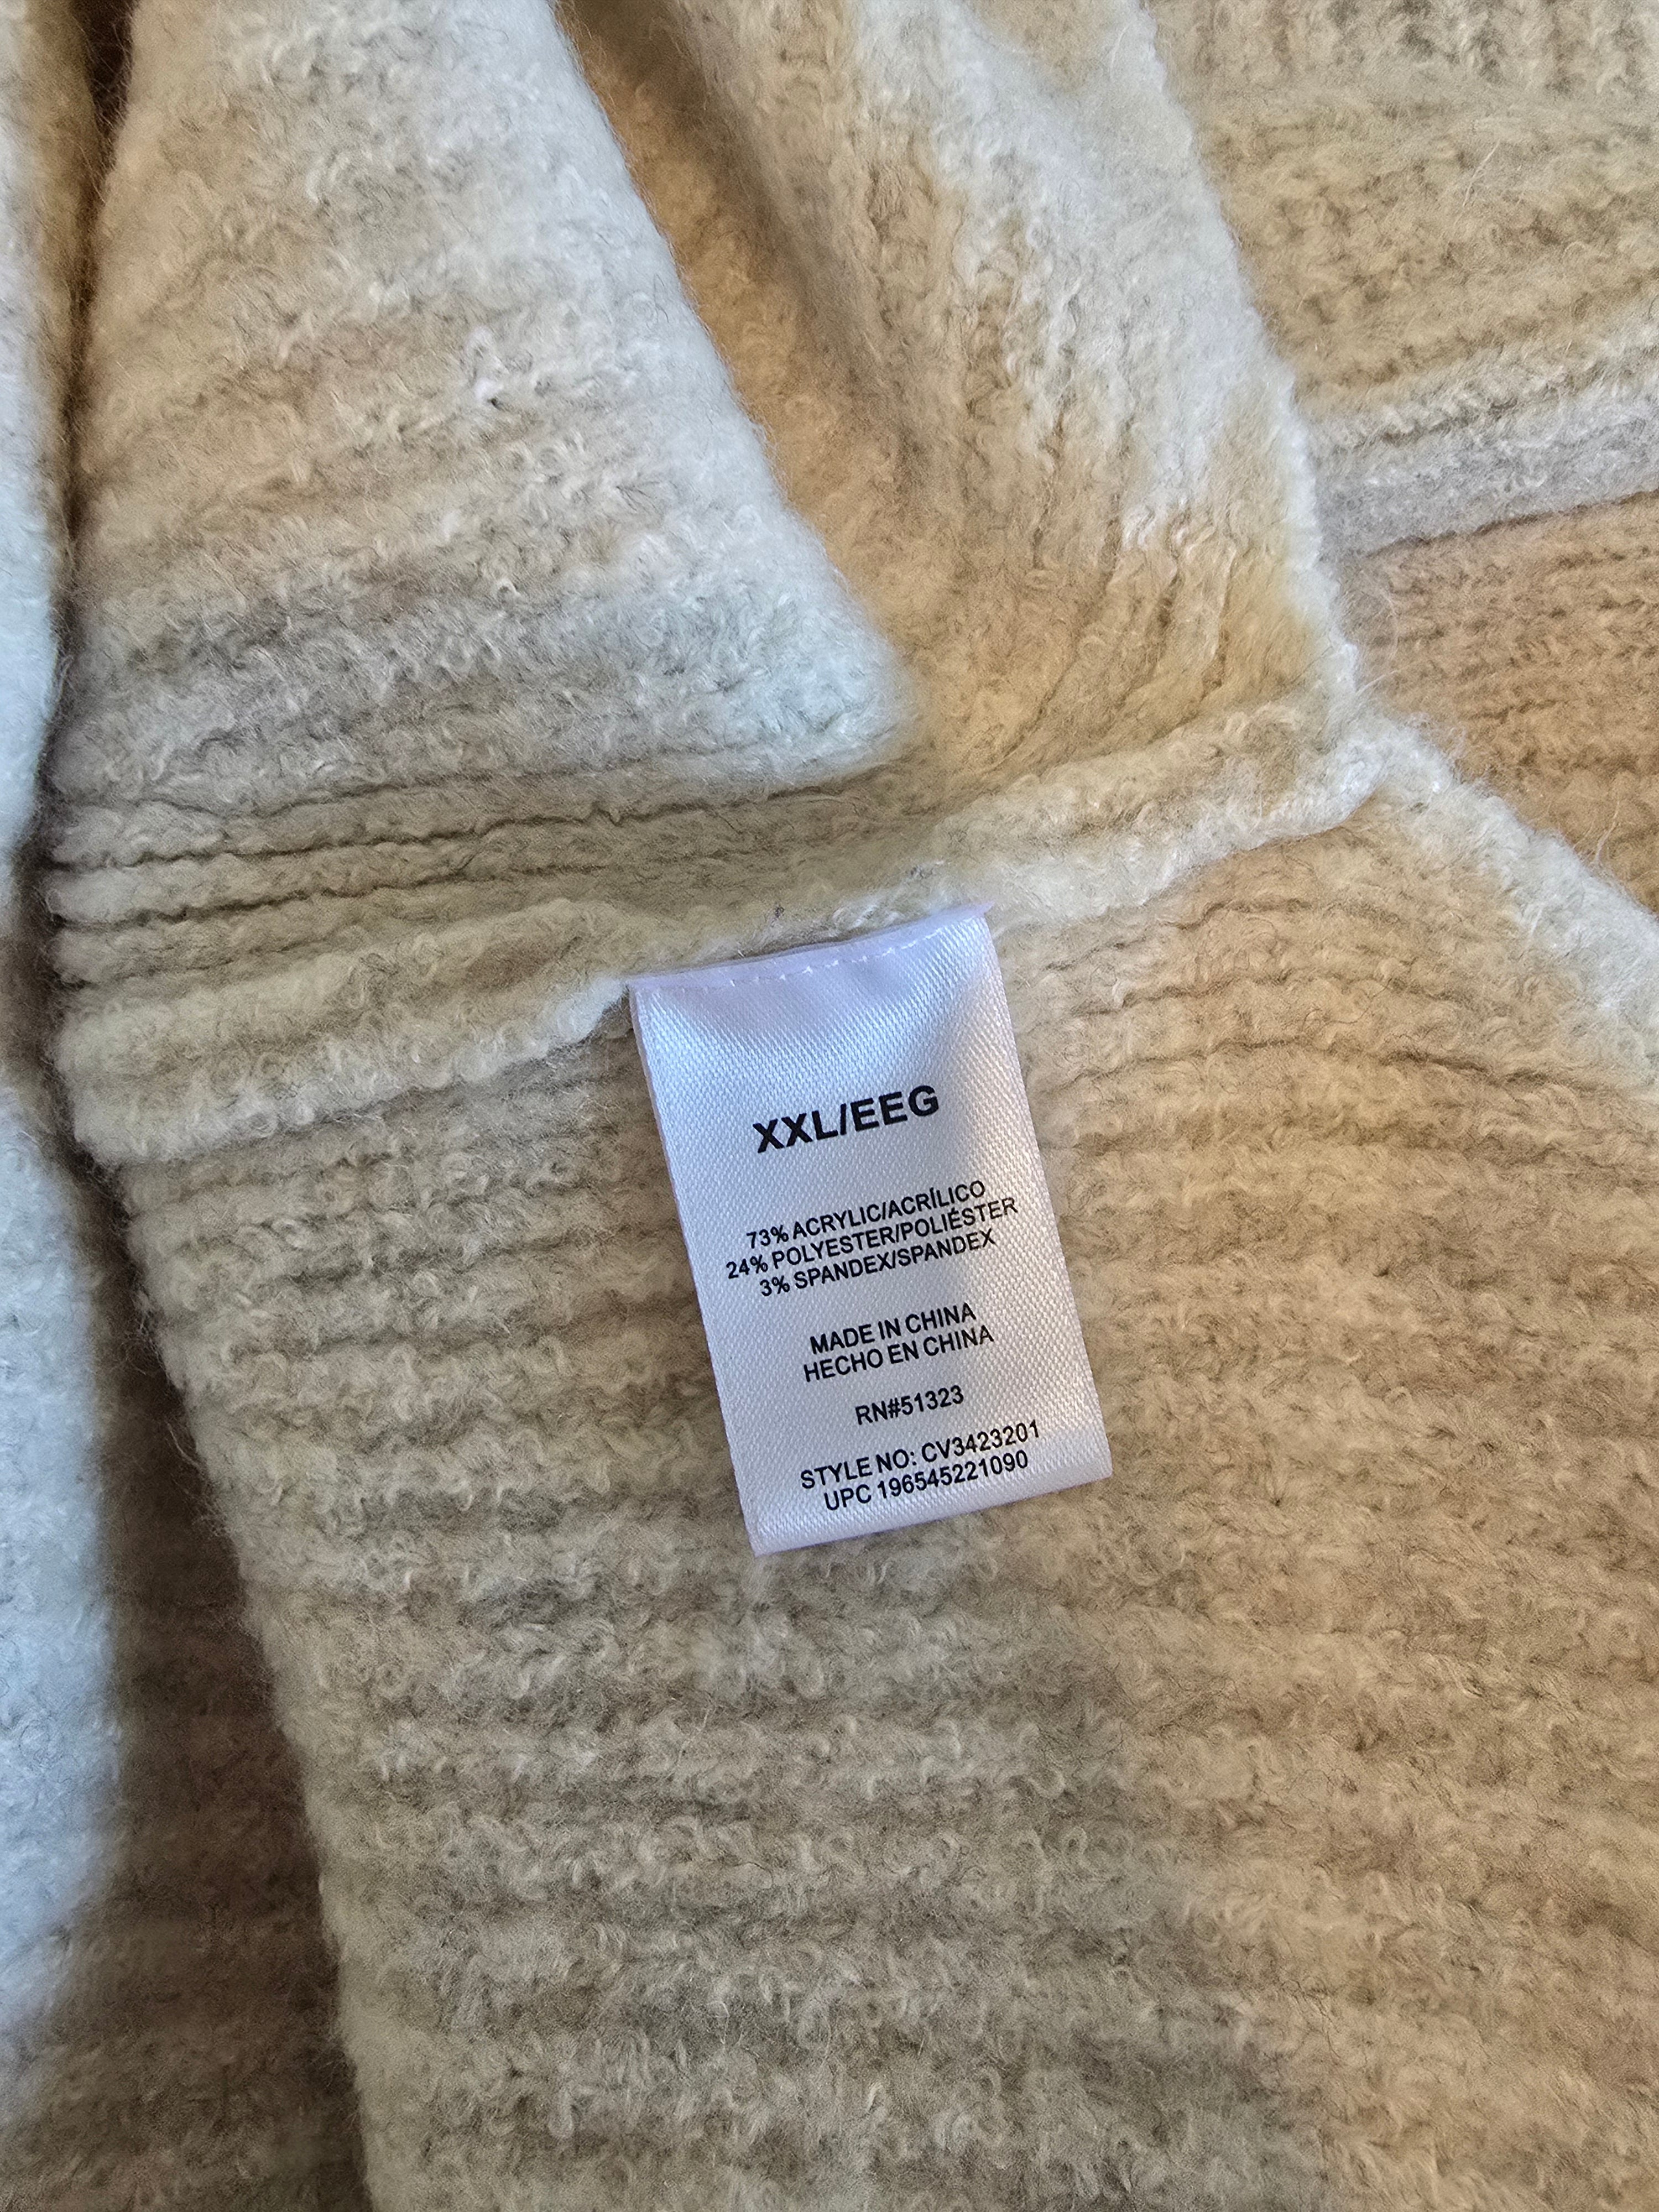 XXL/EEG
73% ACRYLIC/ACRÍLICO
24% POLYESTER/POLIÉSTER
3% SPANDEX/SPANDEX
MADE IN CHINA
HECHO EN CHINA
RN#51323
STYLE NO: CV3423201
UPC 196545221090